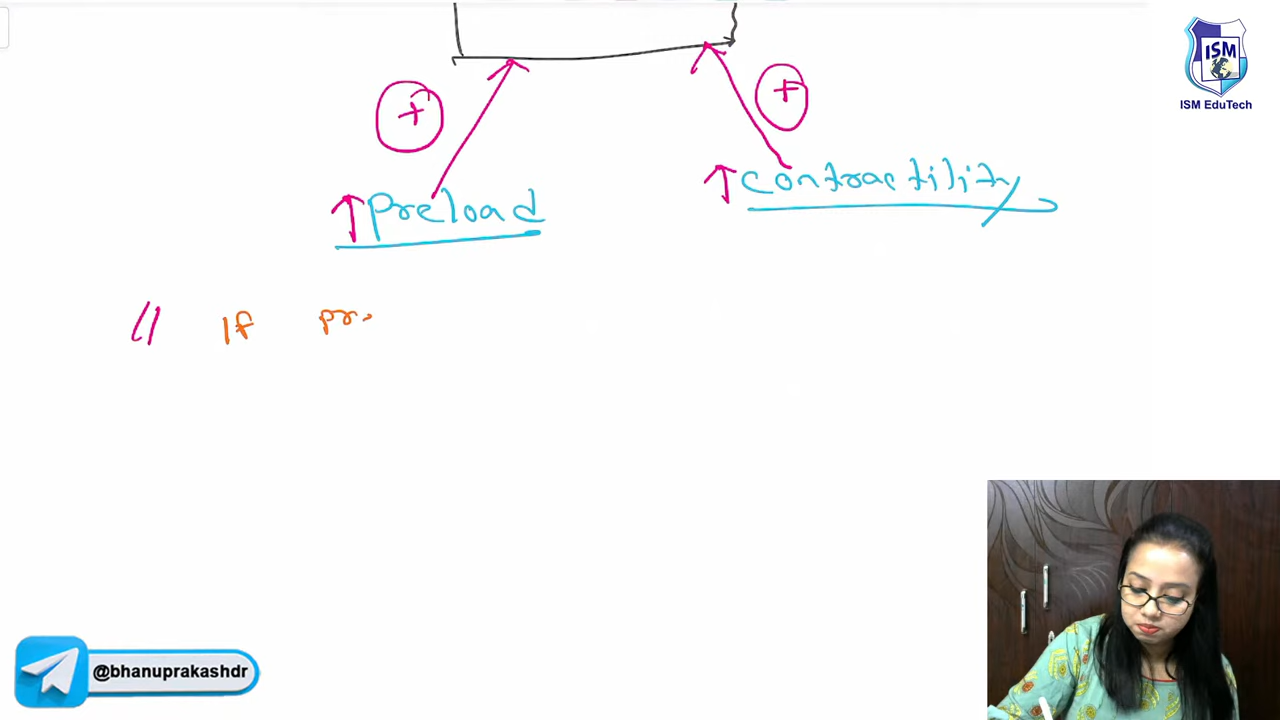 ISM
ISM EduTech
+
+
↑ Preload
↑ contractility
// If pr
@bhanuprakashdr